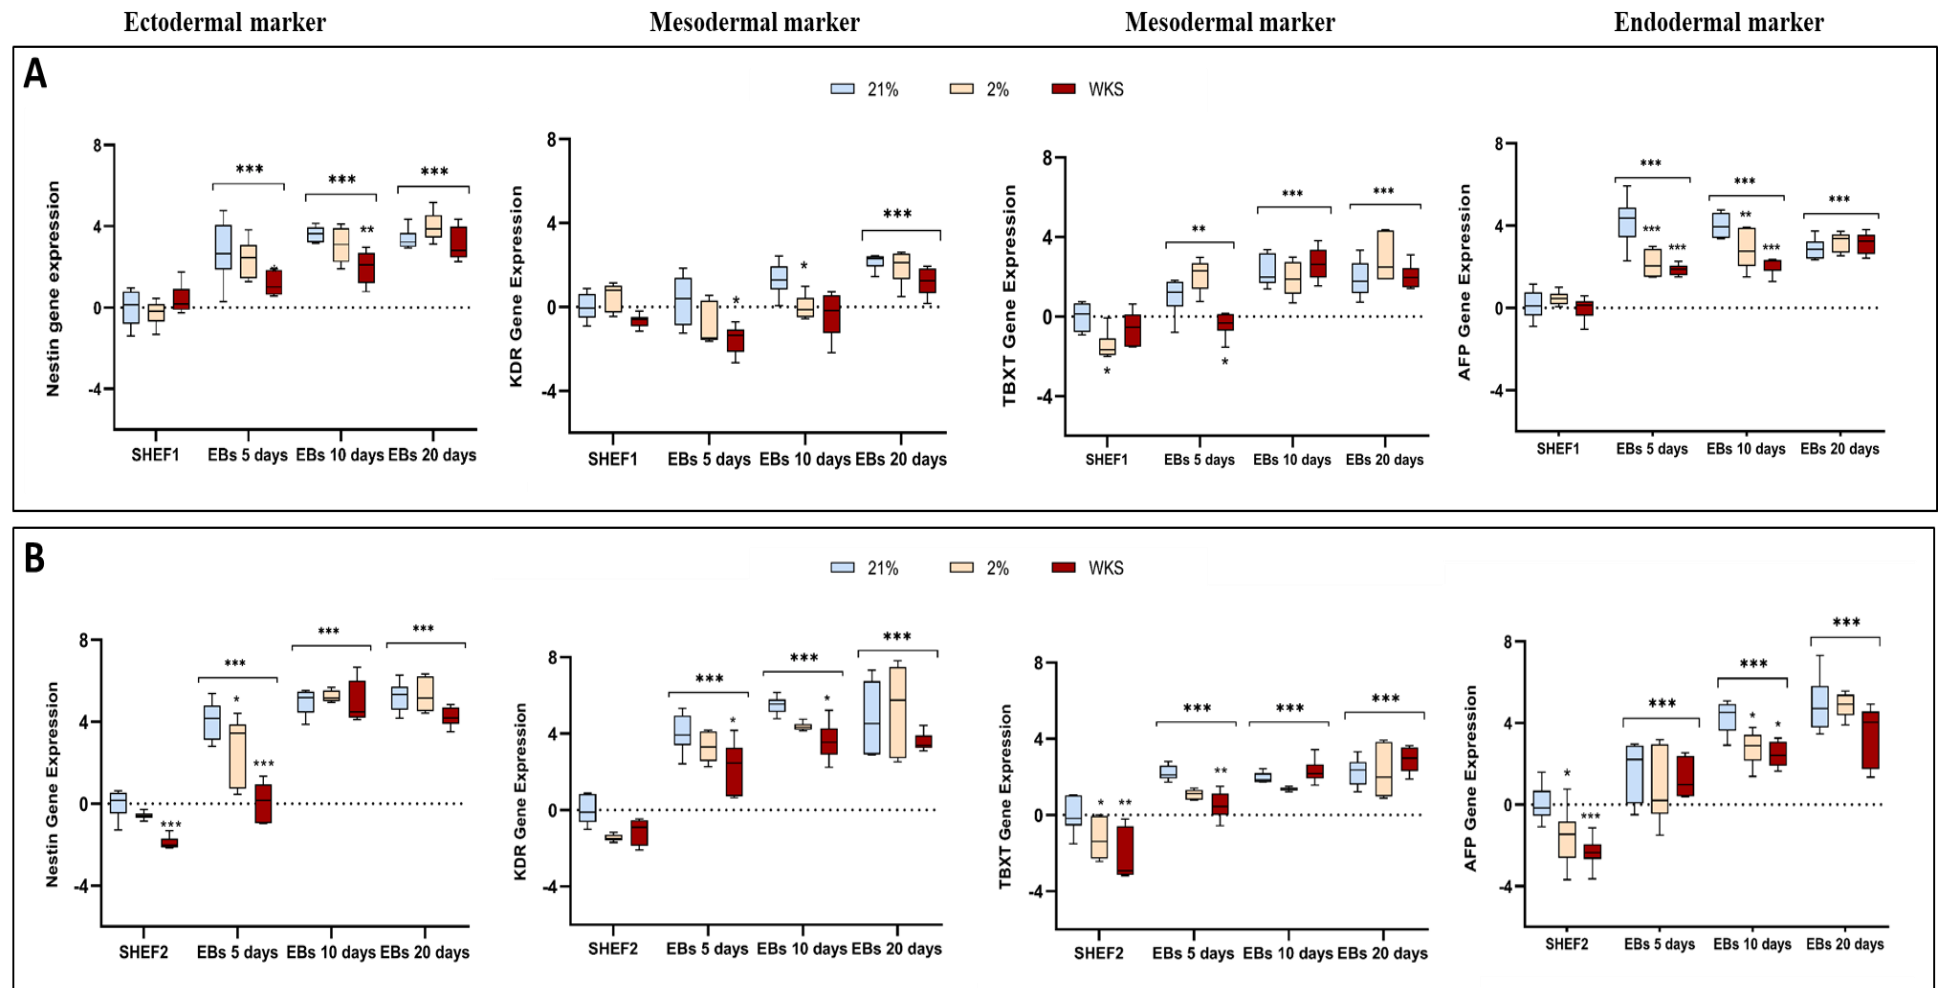 Ectodermal marker Mesodermal marker Mesodermal marker Endodermal marker
A
21% 2% WKS
Nestin gene expression
8
4
0
-4
*** *** ***
**
*
SHEF1 EBs 5 days EBs 10 days EBs 20 days
KDR Gene Expression
8
4
0
-4
***
* *
SHEF1 EBs 5 days EBs 10 days EBs 20 days
TBXT Gene Expression
8
4
0
-4
** *** ***
* *
SHEF1 EBs 5 days EBs 10 days EBs 20 days
AFP Gene Expression
8
4
0
-4
*** *** ***
*** *** ** ***
SHEF1 EBs 5 days EBs 10 days EBs 20 days
B
21% 2% WKS
Nestin Gene Expression
8
4
0
-4
*** *** ***
*** * ***
SHEF2 EBs 5 days EBs 10 days EBs 20 days
KDR Gene Expression
8
4
0
-4
*** *** ***
* *
SHEF2 EBs 5 days EBs 10 days EBs 20 days
TBXT Gene Expression
8
4
0
-4
*** *** ***
* ** **
SHEF2 EBs 5 days EBs 10 days EBs 20 days
AFP Gene Expression
8
4
0
-4
*** *** ***
* *** * *
SHEF2 EBs 5 days EBs 10 days EBs 20 days